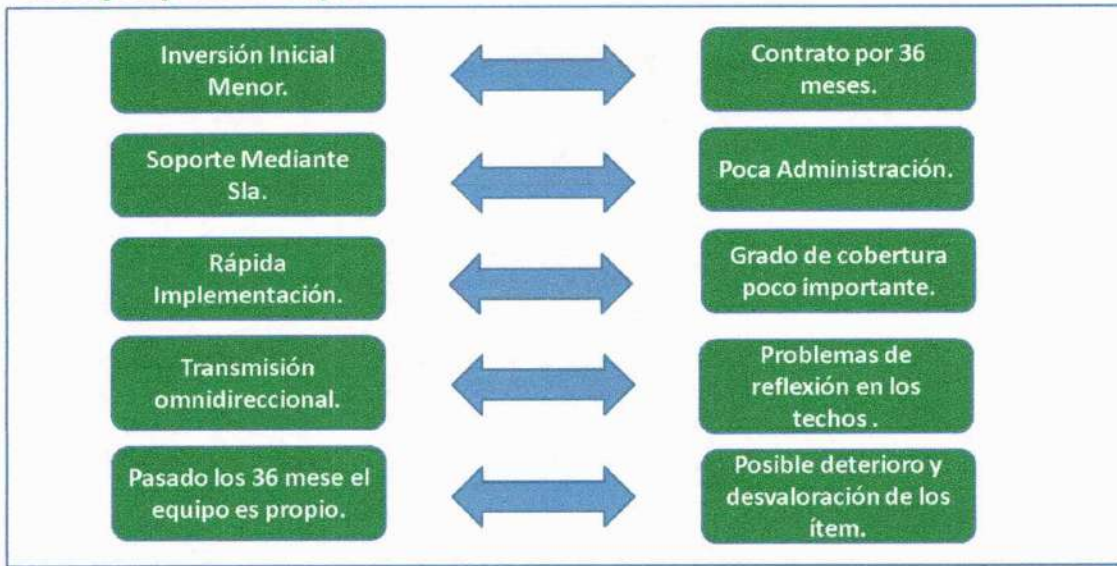 Inversión Inicial
Menor.
Contrato por 36
meses.
Soporte Mediante
Sla.
Poca Administración.
Rápida
Implementación.
Grado de cobertura
poco importante.
Transmisión
omnidireccional.
Problemas de
reflexión en los
techos .
Pasado los 36 mese el
equipo es propio.
Posible deterioro y
desvaloración de los
ítem.